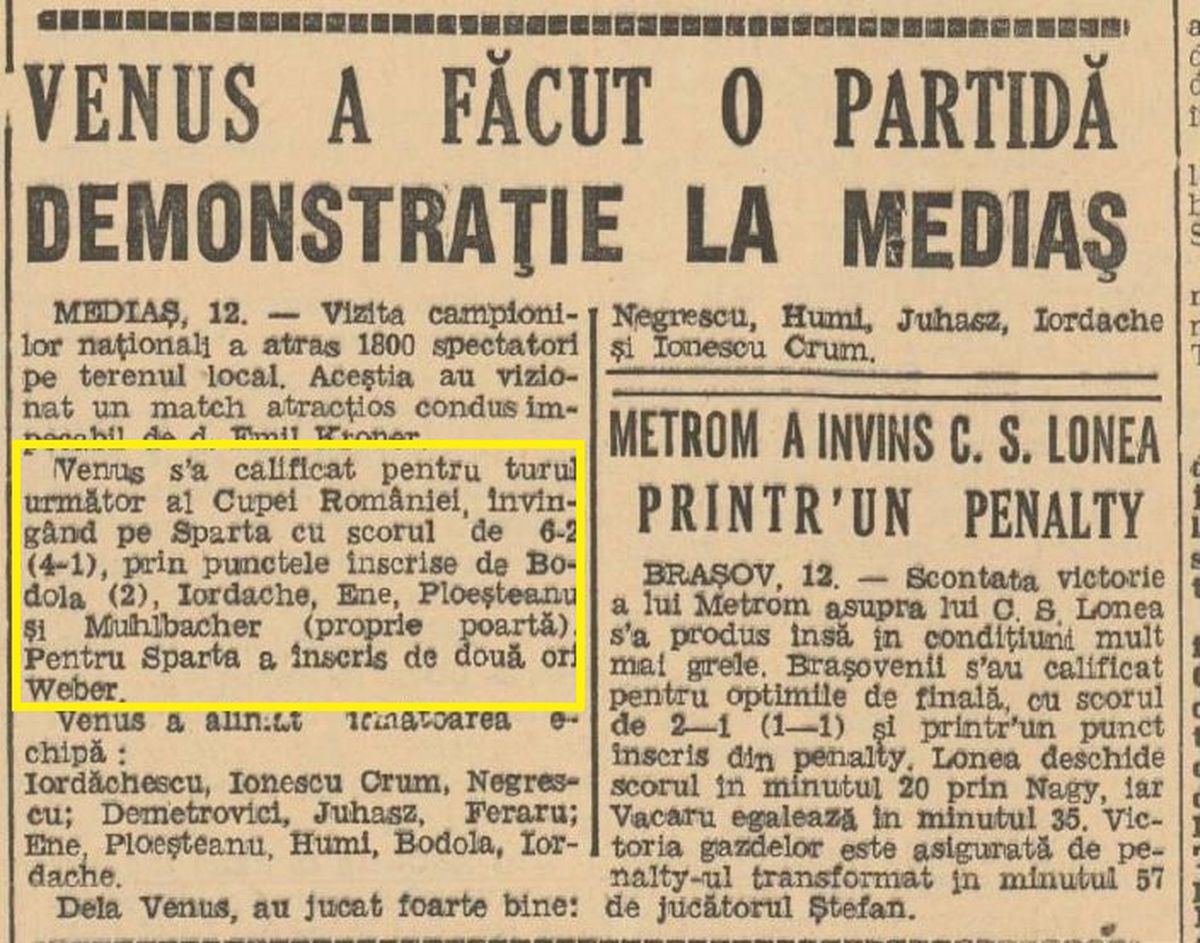 VENUS A FĂCUT O PARTIDĂ
DEMONSTRAŢIE LA MEDIAŞ
MEDIAŞ, 12. — Vizita campioni-
lor naţionali a atras 1800 spectatori
pe terenul local. Aceştia au vizio-
nat un match atracţios condus im-
pecabil de d. Emil Kroner.
Venus s'a calificat pentru turul
următor al Cupei României, învin-
gând pe Sparta cu scorul de 6-2
(4-1), prin punctele înscrise de Bo-
dola (2), Iordache, Ene, Ploeşteanu
şi Muhlbacher (proprie poartă).
Pentru Sparta a înscris de două ori
Weber.
Venus a aliniat următoarea e-
chipă :
Iordăchescu, Ionescu Crum, Negres-
cu; Demetrovici, Juhasz, Feraru;
Ene, Ploeşteanu, Humi, Bodola, Ior-
dache.
Dela Venus, au jucat foarte bine:
Negrescu, Humi, Juhasz, Iordache
şi Ionescu Crum.
METROM A INVINS C. S. LONEA
PRINTR'UN PENALTY
BRAŞOV, 12. — Scontata victorie
a lui Metrom asupra lui C. S. Lonea
s'a produs însă în condiţiuni mult
mai grele. Braşovenii s'au calificat
pentru optimile de finală, cu scorul
de 2—1 (1—1) şi printr'un punct
înscris din penalty. Lonea deschide
scorul în minutul 20 prin Nagy, iar
Vacaru egalează în minutul 35. Vic-
toria gazdelor este asigurată de pe-
nalty-ul transformat în minutul 57
de jucătorul Ştefan.